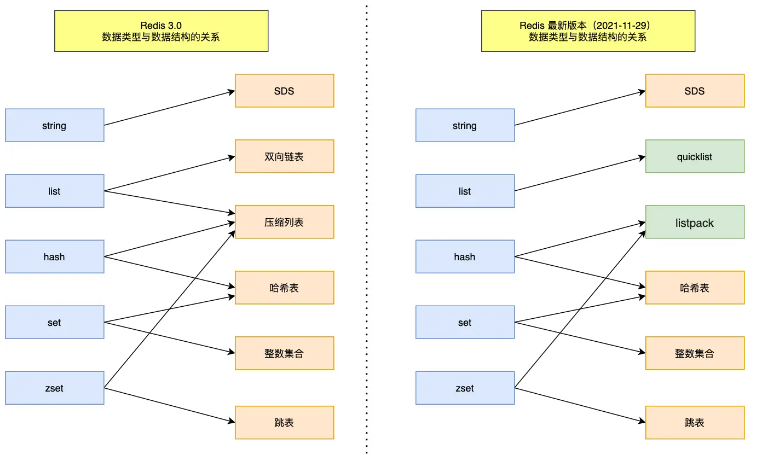 Redis 3.0
数据类型与数据结构的关系
string
list
hash
set
zset
SDS
双向链表
压缩列表
哈希表
整数集合
跳表
Redis 最新版本（2021-11-29）
数据类型与数据结构的关系
string
list
hash
set
zset
SDS
quicklist
listpack
哈希表
整数集合
跳表